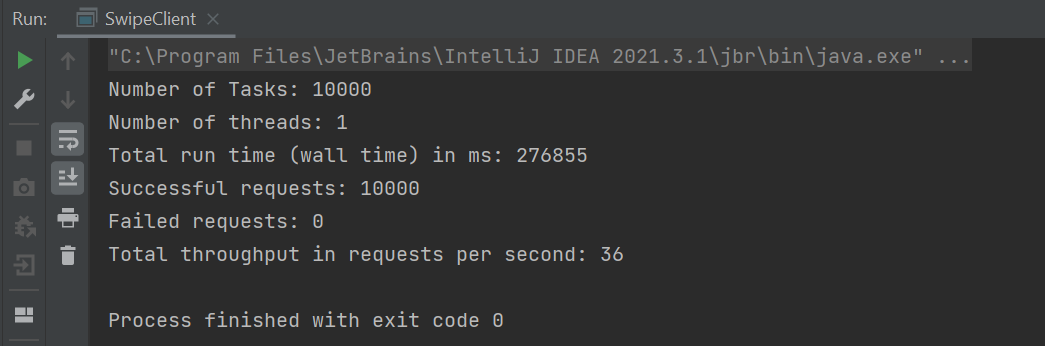 Run: SwipeClient
"C:\Program Files\JetBrains\IntelliJ IDEA 2021.3.1\jbr\bin\java.exe" ...
Number of Tasks: 10000
Number of threads: 1
Total run time (wall time) in ms: 276855
Successful requests: 10000
Failed requests: 0
Total throughput in requests per second: 36
Process finished with exit code 0